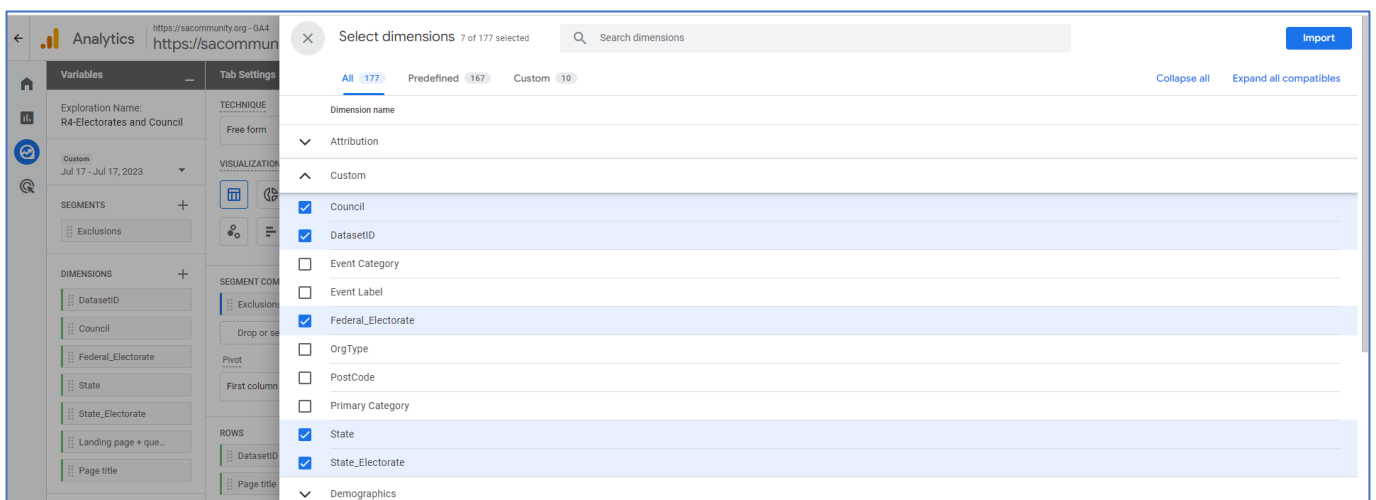 https://sacommunity.org - GA4
Analytics
https://sacommun
Select dimensions 7 of 177 selected
Search dimensions
Import
Variables
Tab Settings
All 177
Predefined 167
Custom 10
Collapse all
Expand all compatibles
Exploration Name:
R4-Electorates and Council
TECHNIQUE
Free form
Dimension name
Attribution
Custom
Jul 17 - Jul 17, 2023
VISUALIZATION
Custom
SEGMENTS
Exclusions
Council
DatasetID
Event Category
Event Label
Federal_Electorate
OrgType
PostCode
Primary Category
State
State_Electorate
Demographics
DIMENSIONS
DatasetID
Council
Federal_Electorate
State
State_Electorate
Landing page + que...
Page title
SEGMENT COM
Exclusions
Drop or se
Pivot
First column
ROWS
DatasetID
Page title